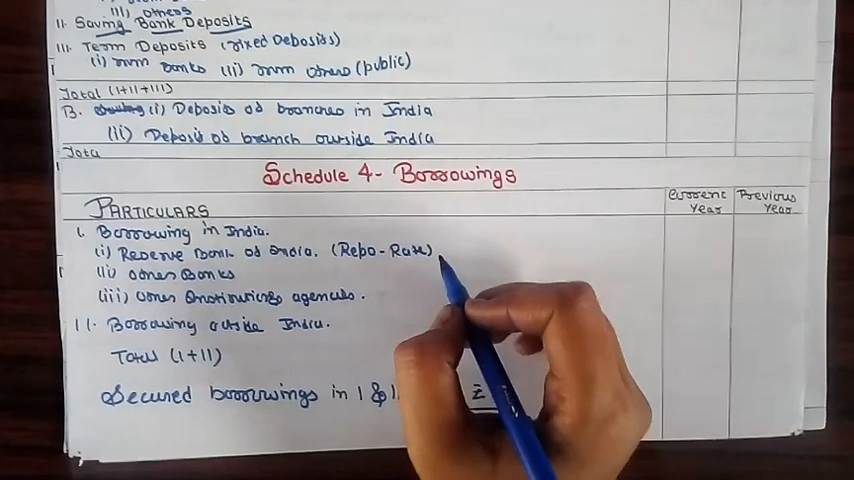 iii) others
II. Saving Bank Deposits
III. Term Deposits (Fixed Deposits)
(i) from Banks (ii) from others (public)
Total (I+II+III)
B. (i) Deposits of branches in India
(ii) Deposit of branch outside India
Total
Schedule 4- Borrowings
PARTICULARS
Current Year
Previous Year
I. Borrowing in India.
(i) Reserve Bank of India. (Repo-Rate)
(ii) other Banks
(iii) other institutions agencies.
II. Borrowing outside India.
Total (I+II)
Secured borrowings in I &